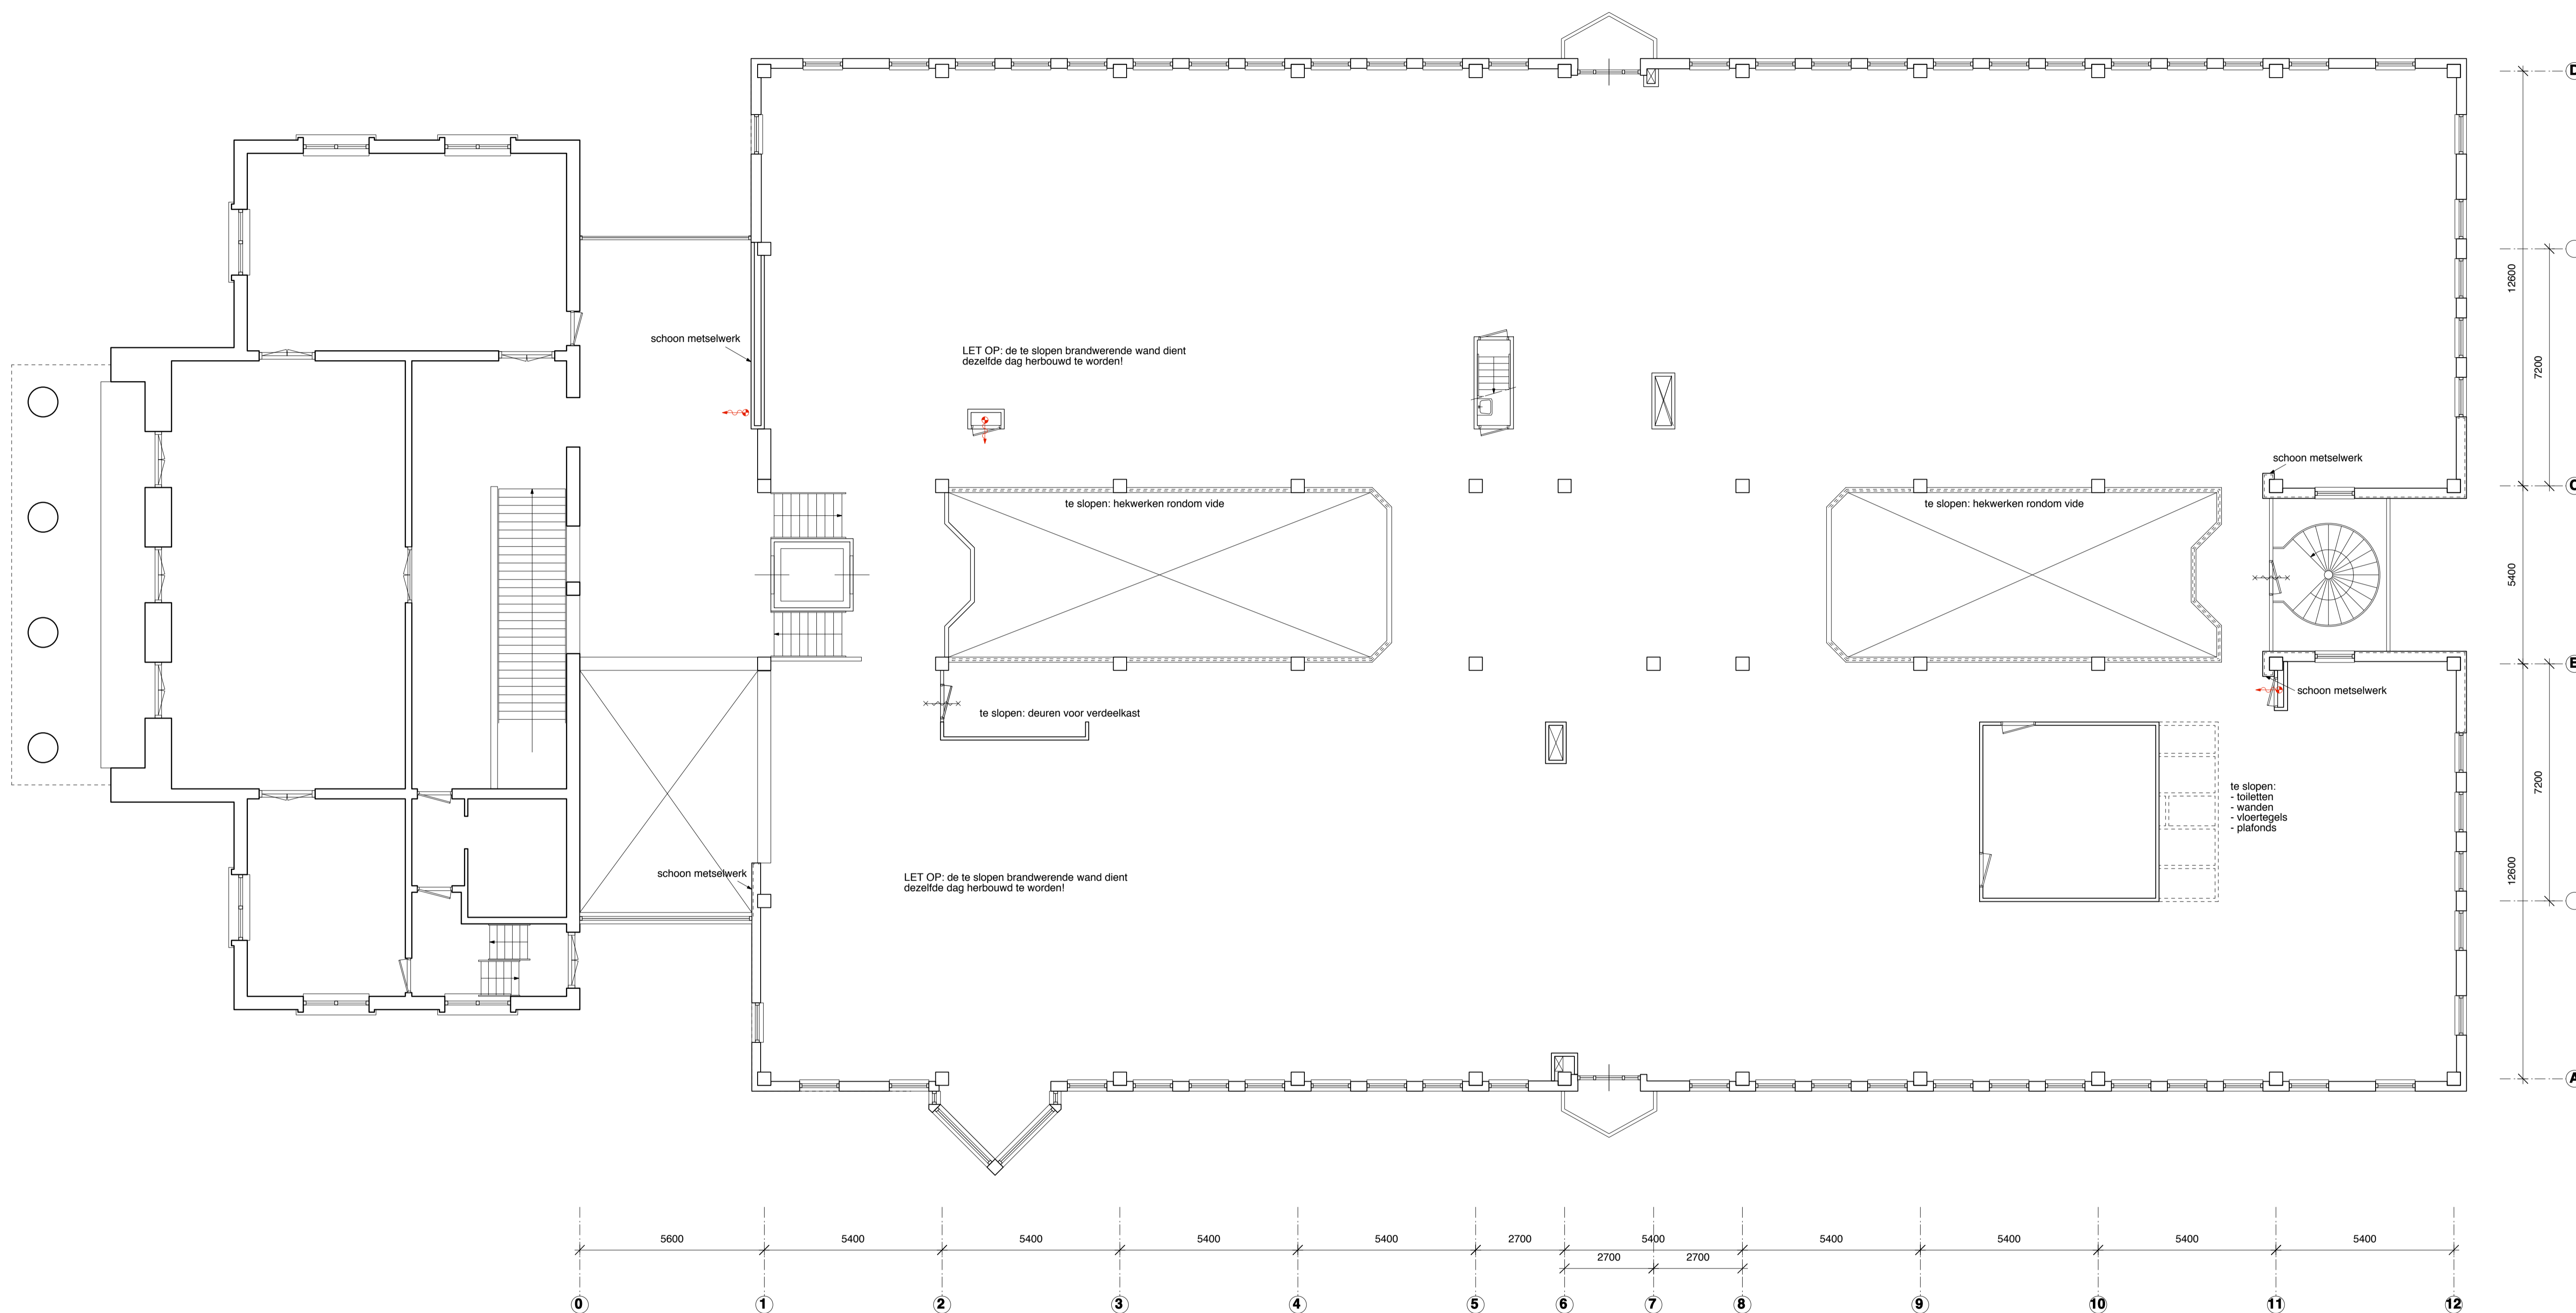 D
12600
schoon metselwerk
LET OP: de te slopen brandwerende wand dient
dezelfde dag herbouwd te worden!
7200
schoon metselwerk
C
te slopen: hekwerken rondom vide
te slopen: hekwerken rondom vide
5400
B
schoon metselwerk
te slopen: deuren voor verdeelkast
7200
te slopen:
- toiletten
- wanden
- vloertegels
- plafonds
schoon metselwerk
LET OP: de te slopen brandwerende wand dient
dezelfde dag herbouwd te worden!
12600
A
5600 5400 5400 5400 5400 2700 5400 5400 5400 5400 5400
2700 2700
0 1 2 3 4 5 6 7 8 9 10 11 12